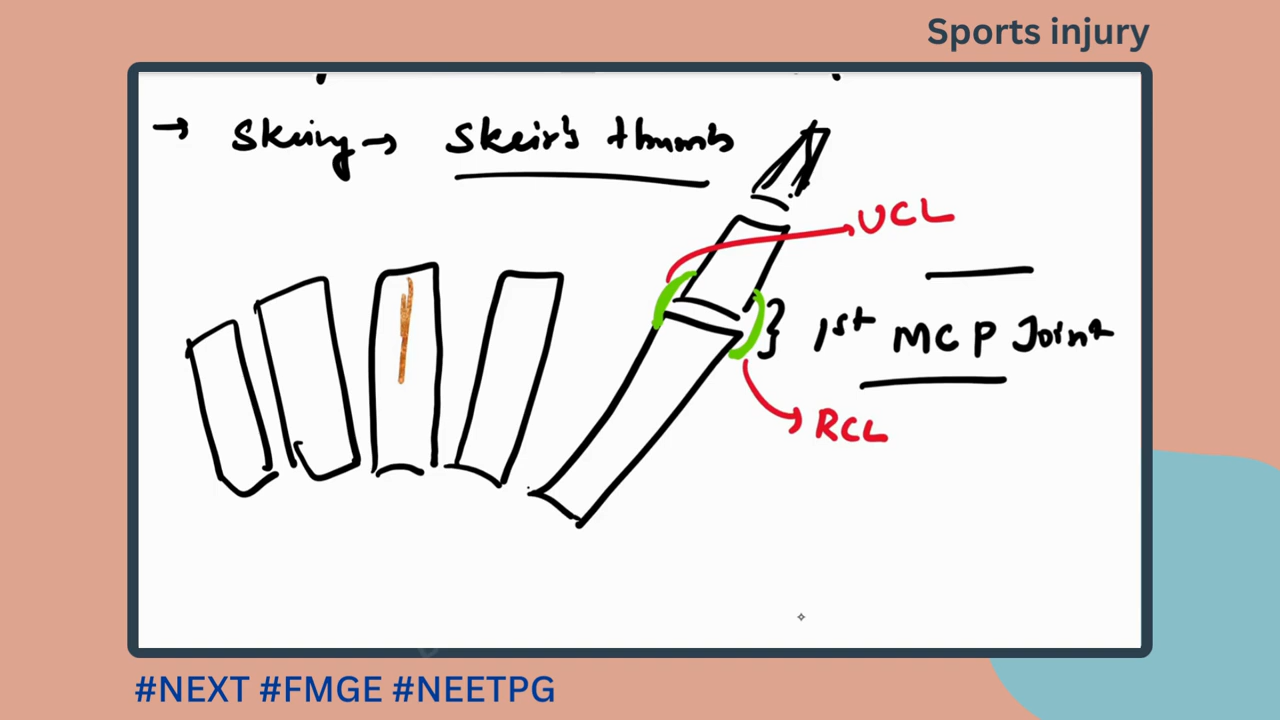 Sports injury
→ Skiing → Skeir's thumb
UCL
1st MCP Joint
RCL
#NEXT #FMGE #NEETPG